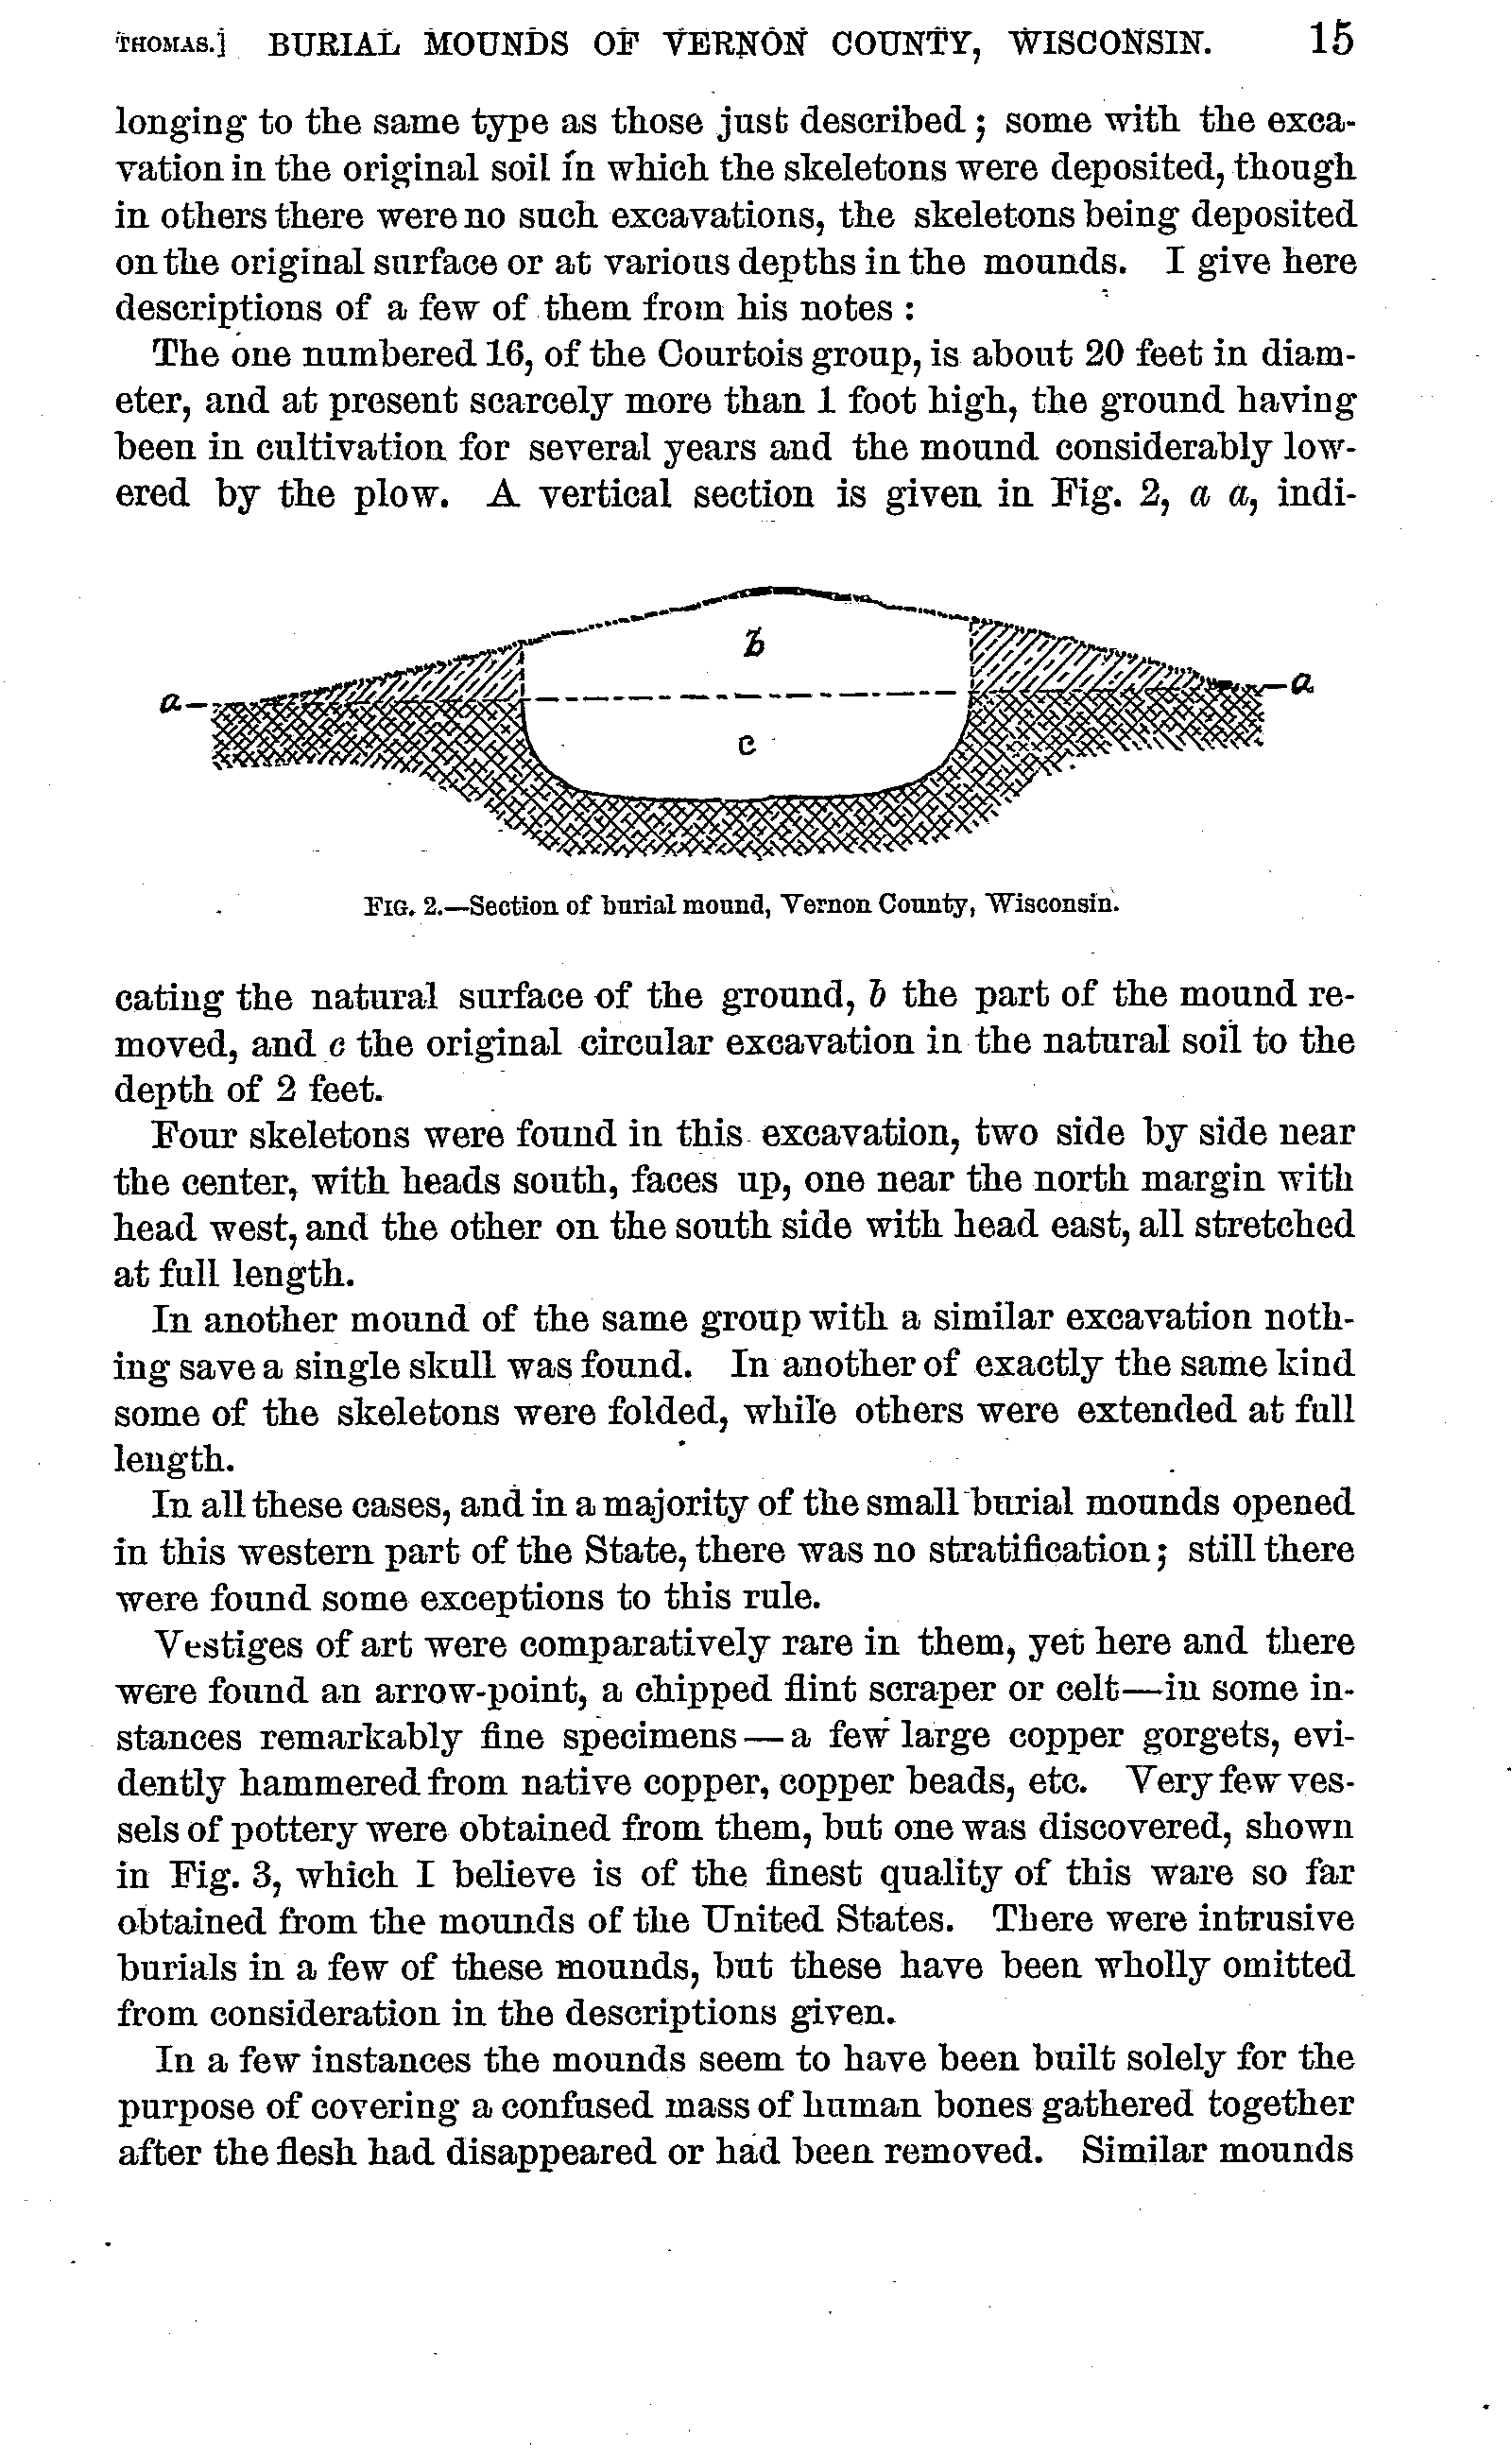 THOMAS.] BURIAL MOUNDS OF VERNON COUNTY, WISCONSIN. 15
longing to the same type as those just described; some with the exca-
vation in the original soil in which the skeletons were deposited, though
in others there were no such excavations, the skeletons being deposited
on the original surface or at various depths in the mounds. I give here
descriptions of a few of them from his notes:
The one numbered 16, of the Courtois group, is about 20 feet in diam-
eter, and at present scarcely more than 1 foot high, the ground having
been in cultivation for several years and the mound considerably low-
ered by the plow. A vertical section is given in Fig. 2, a a, indi-
b
a
a
c
FIG. 2.—Section of burial mound, Vernon County, Wisconsin.
cating the natural surface of the ground, b the part of the mound re-
moved, and c the original circular excavation in the natural soil to the
depth of 2 feet.
Four skeletons were found in this excavation, two side by side near
the center, with heads south, faces up, one near the north margin with
head west, and the other on the south side with head east, all stretched
at full length.
In another mound of the same group with a similar excavation noth-
ing save a single skull was found. In another of exactly the same kind
some of the skeletons were folded, while others were extended at full
length.
In all these cases, and in a majority of the small burial mounds opened
in this western part of the State, there was no stratification; still there
were found some exceptions to this rule.
Vestiges of art were comparatively rare in them, yet here and there
were found an arrow-point, a chipped flint scraper or celt—in some in-
stances remarkably fine specimens—a few large copper gorgets, evi-
dently hammered from native copper, copper beads, etc. Very few ves-
sels of pottery were obtained from them, but one was discovered, shown
in Fig. 3, which I believe is of the finest quality of this ware so far
obtained from the mounds of the United States. There were intrusive
burials in a few of these mounds, but these have been wholly omitted
from consideration in the descriptions given.
In a few instances the mounds seem to have been built solely for the
purpose of covering a confused mass of human bones gathered together
after the flesh had disappeared or had been removed. Similar mounds